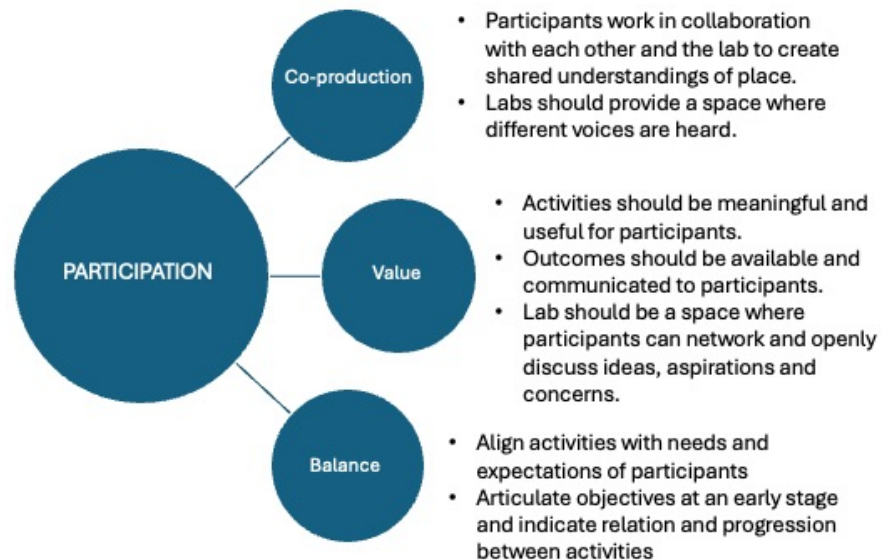 PARTICIPATION
Co-production
• Participants work in collaboration
with each other and the lab to create
shared understandings of place.
• Labs should provide a space where
different voices are heard.
Value
• Activities should be meaningful and
useful for participants.
• Outcomes should be available and
communicated to participants.
• Lab should be a space where
participants can network and openly
discuss ideas, aspirations and
concerns.
Balance
• Align activities with needs and
expectations of participants
• Articulate objectives at an early stage
and indicate relation and progression
between activities